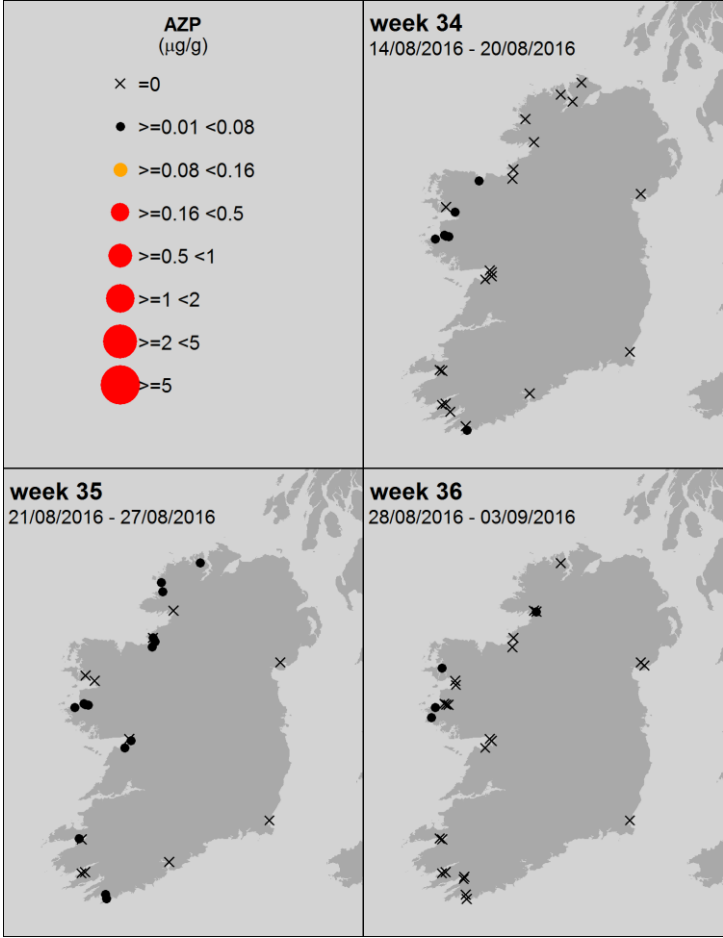 AZP
(µg/g)
=0
>=0.01 <0.08
>=0.08 <0.16
>=0.16 <0.5
>=0.5 <1
>=1 <2
>=2 <5
>=5
week 34
14/08/2016 - 20/08/2016
week 35
21/08/2016 - 27/08/2016
week 36
28/08/2016 - 03/09/2016